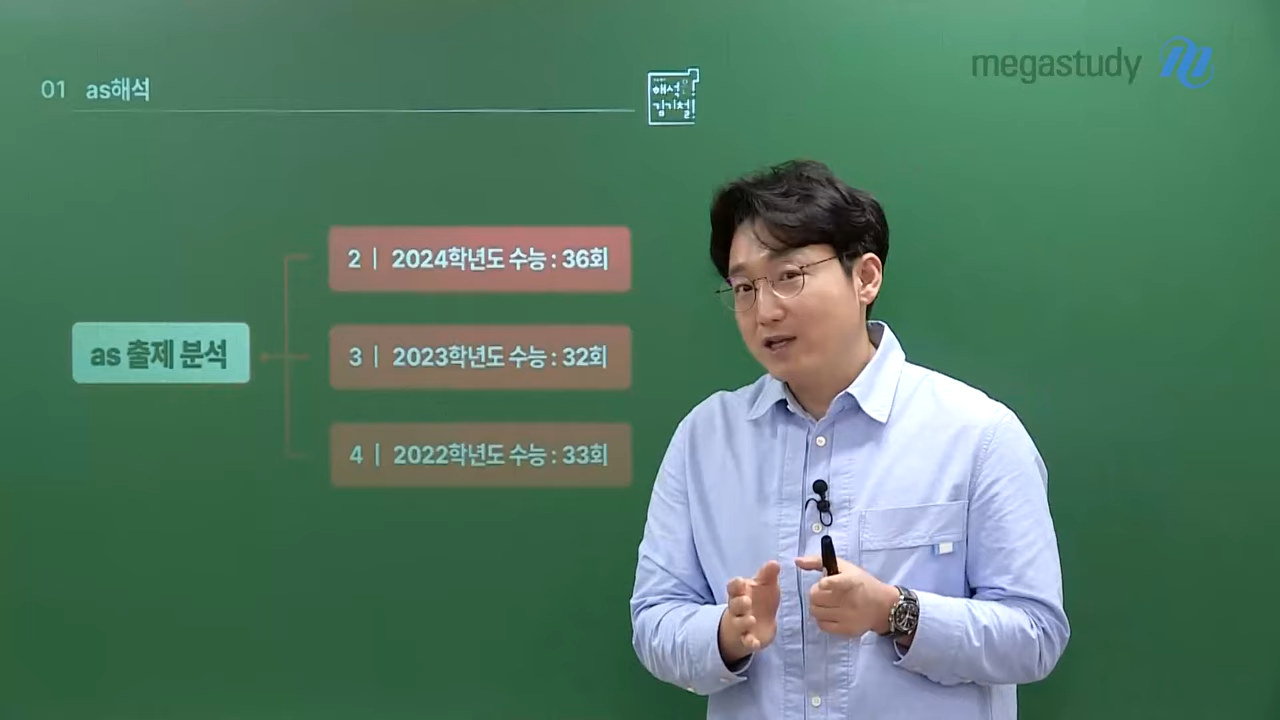 megastudy
01 as해석
해석!
김기철!
as 출제 분석
2 | 2024학년도 수능 : 36회
3 | 2023학년도 수능 : 32회
4 | 2022학년도 수능 : 33회